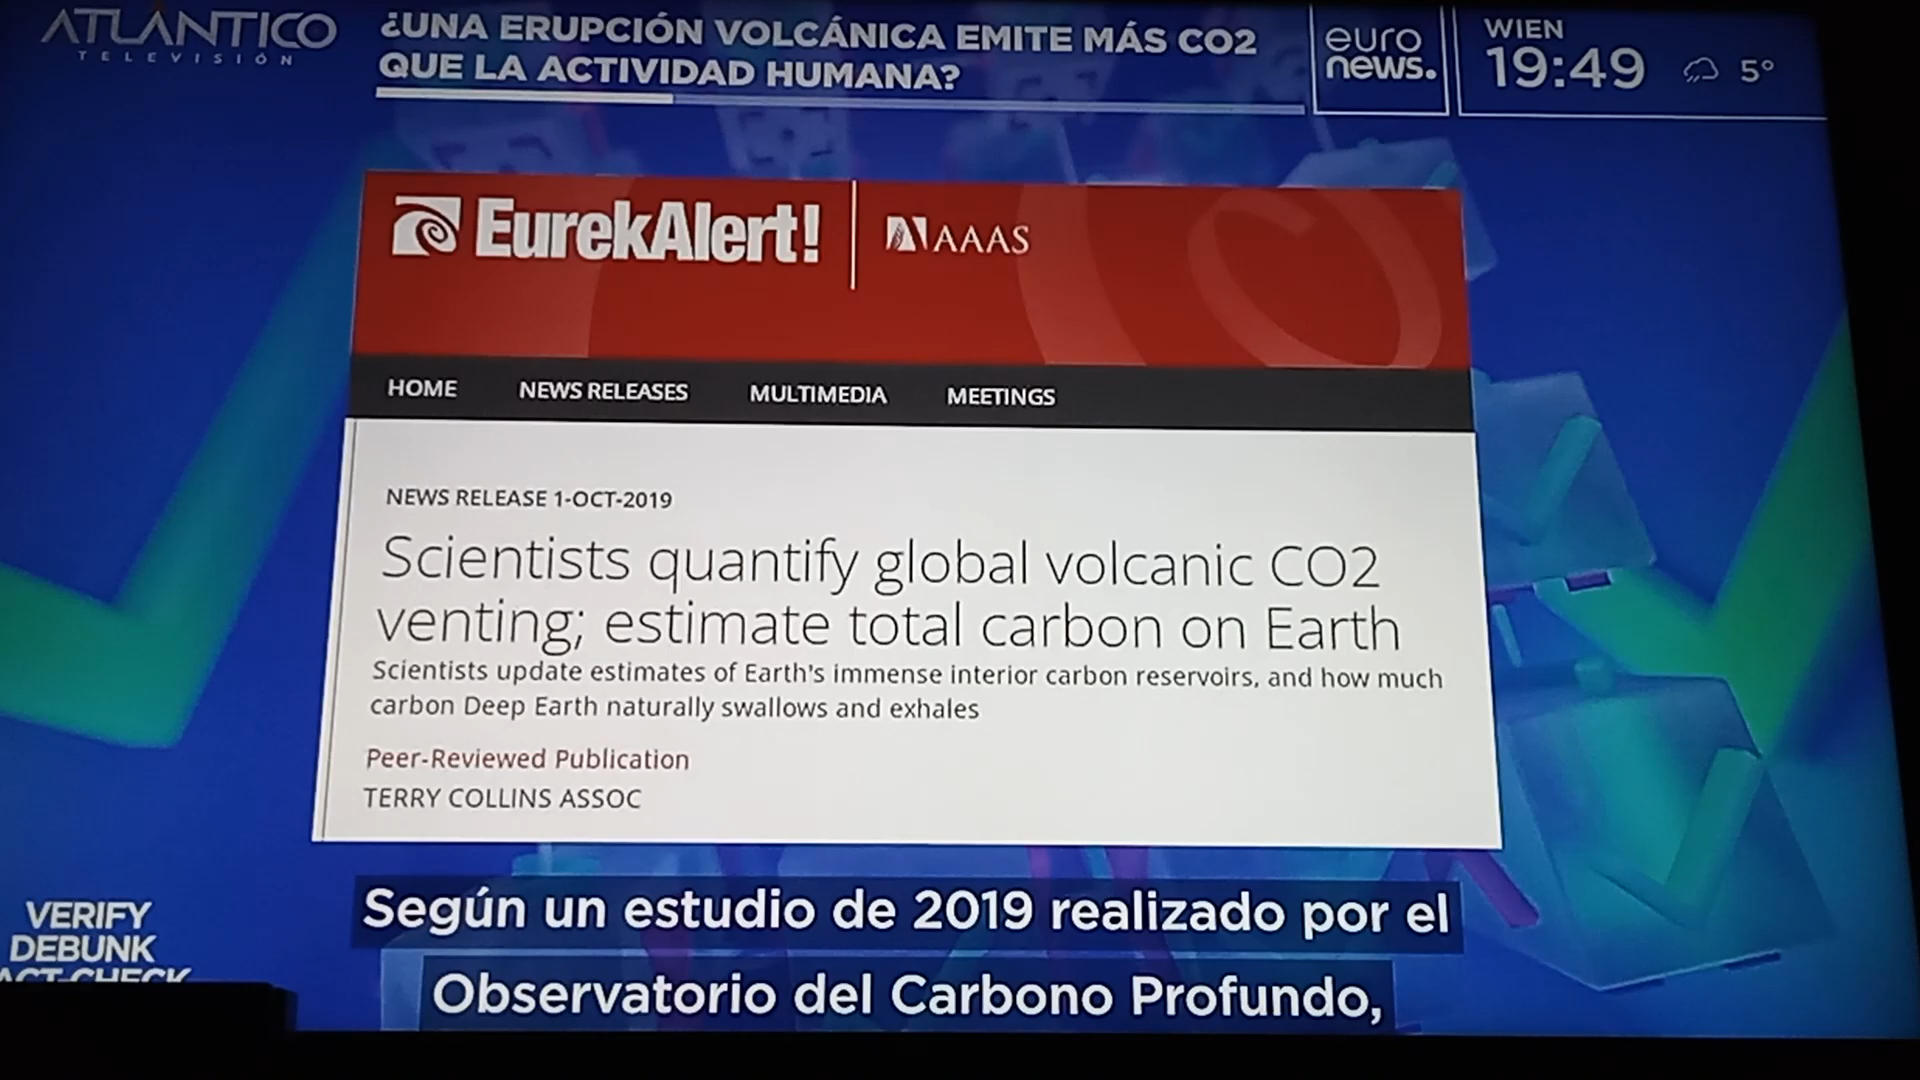 ATLÁNTICO
TELEVISIÓN
¿UNA ERUPCIÓN VOLCÁNICA EMITE MÁS CO2
QUE LA ACTIVIDAD HUMANA?
euro
news.
WIEN
19:49 5°
EurekAlert! AAAS
HOME NEWS RELEASES MULTIMEDIA MEETINGS
NEWS RELEASE 1-OCT-2019
Scientists quantify global volcanic CO2
venting; estimate total carbon on Earth
Scientists update estimates of Earth's immense interior carbon reservoirs, and how much
carbon Deep Earth naturally swallows and exhales
Peer-Reviewed Publication
TERRY COLLINS ASSOC
VERIFY
DEBUNK
ACT-CHECK
Según un estudio de 2019 realizado por el
Observatorio del Carbono Profundo,